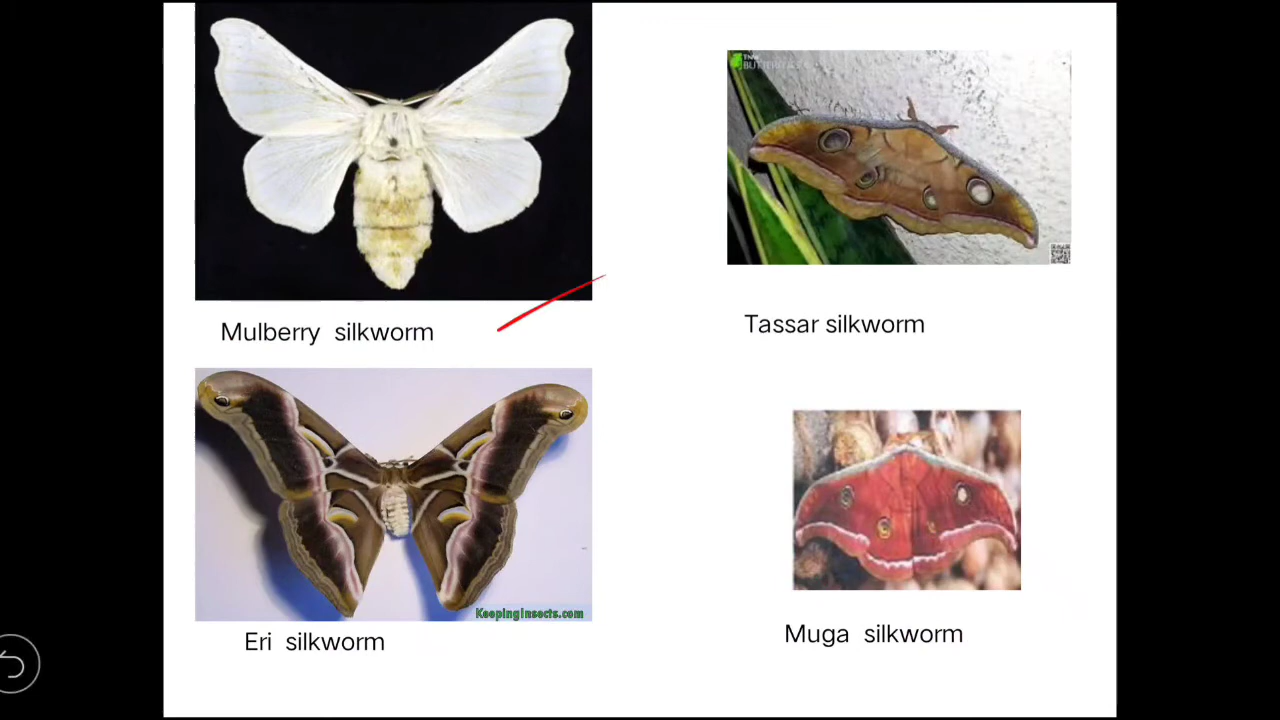 Mulberry silkworm
Tassar silkworm
KeepingInsects.com
Eri silkworm
Muga silkworm